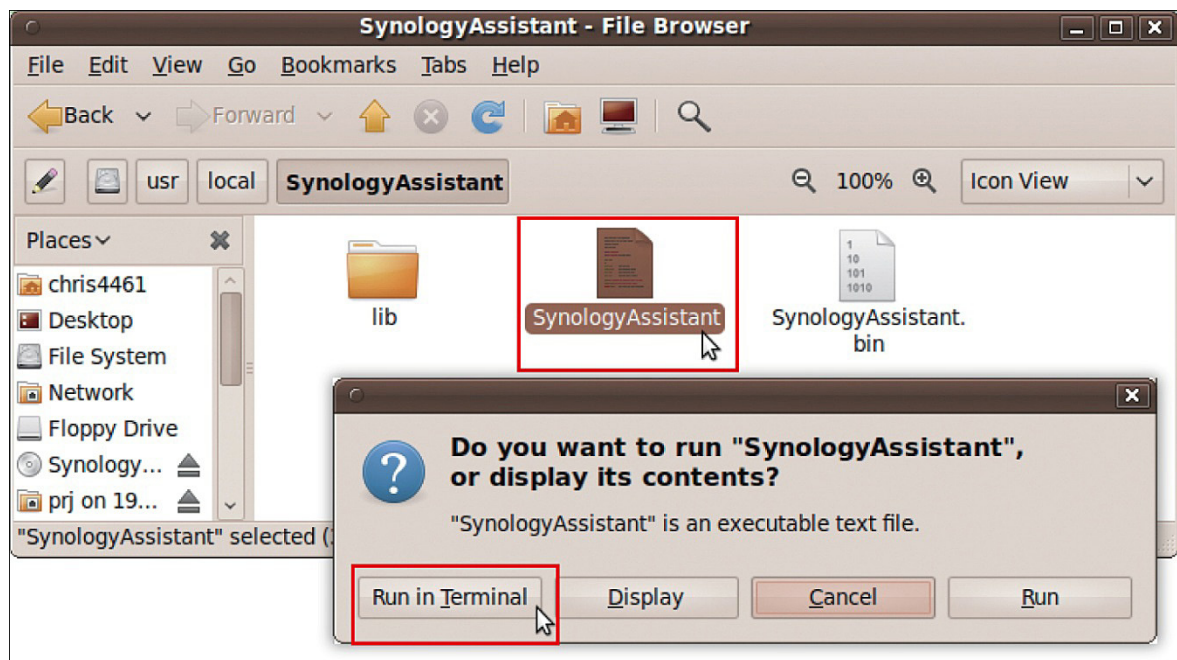 SynologyAssistant - File Browser
File Edit View Go Bookmarks Tabs Help
Back Forward
usr local SynologyAssistant 100% Icon View
Places
chris4461
Desktop
File System
Network
Floppy Drive
Synology...
prj on 19...
lib
SynologyAssistant
1
10
101
1010
SynologyAssistant.
bin
"SynologyAssistant" selected (
Do you want to run "SynologyAssistant",
or display its contents?
"SynologyAssistant" is an executable text file.
Run in Terminal Display Cancel Run